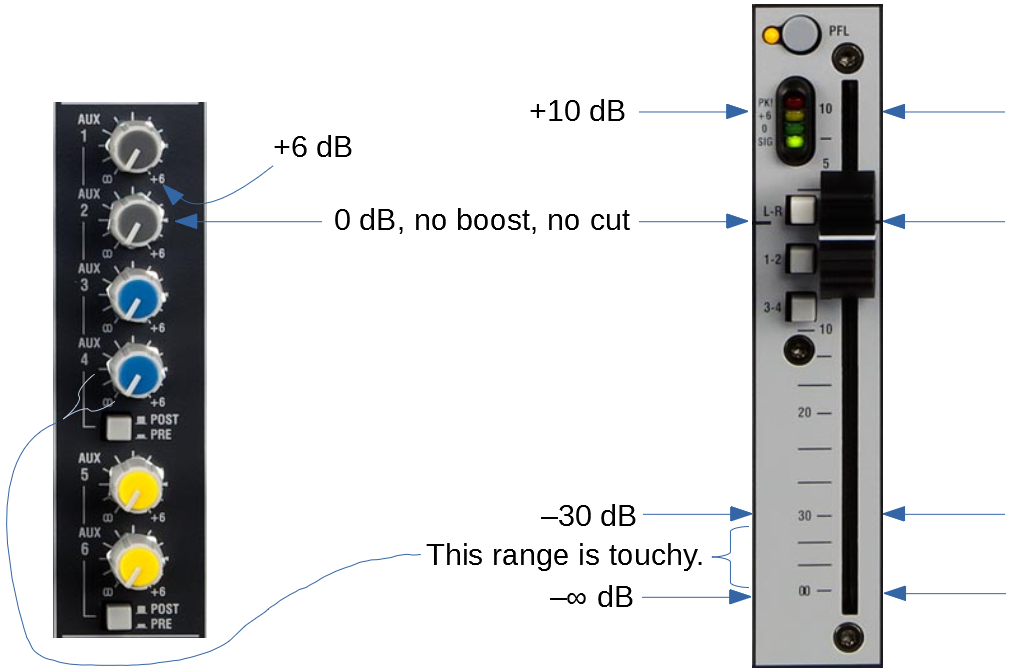 AUX
1
∞ +6
AUX
2
∞ +6
AUX
3
∞ +6
AUX
4
∞ +6
POST
PRE
AUX
5
∞ +6
AUX
6
∞ +6
POST
PRE
+6 dB
0 dB, no boost, no cut
+10 dB
–30 dB
This range is touchy.
–∞ dB
PFL
PK!
+6
0
SIG
10
5
L-R
1-2
3-4
10
20
30
∞